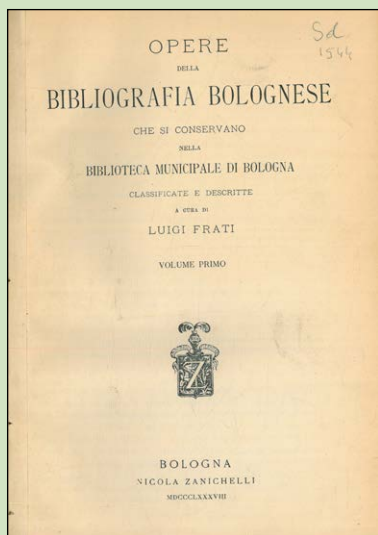 Sd
1544
OPERE
DELLA
BIBLIOGRAFIA BOLOGNESE
CHE SI CONSERVANO
NELLA
BIBLIOTECA MUNICIPALE DI BOLOGNA
CLASSIFICATE E DESCRITTE
A CURA DI
LUIGI FRATI
VOLUME PRIMO
Z
BOLOGNA
NICOLA ZANICHELLI
MDCCCLXXXVIII